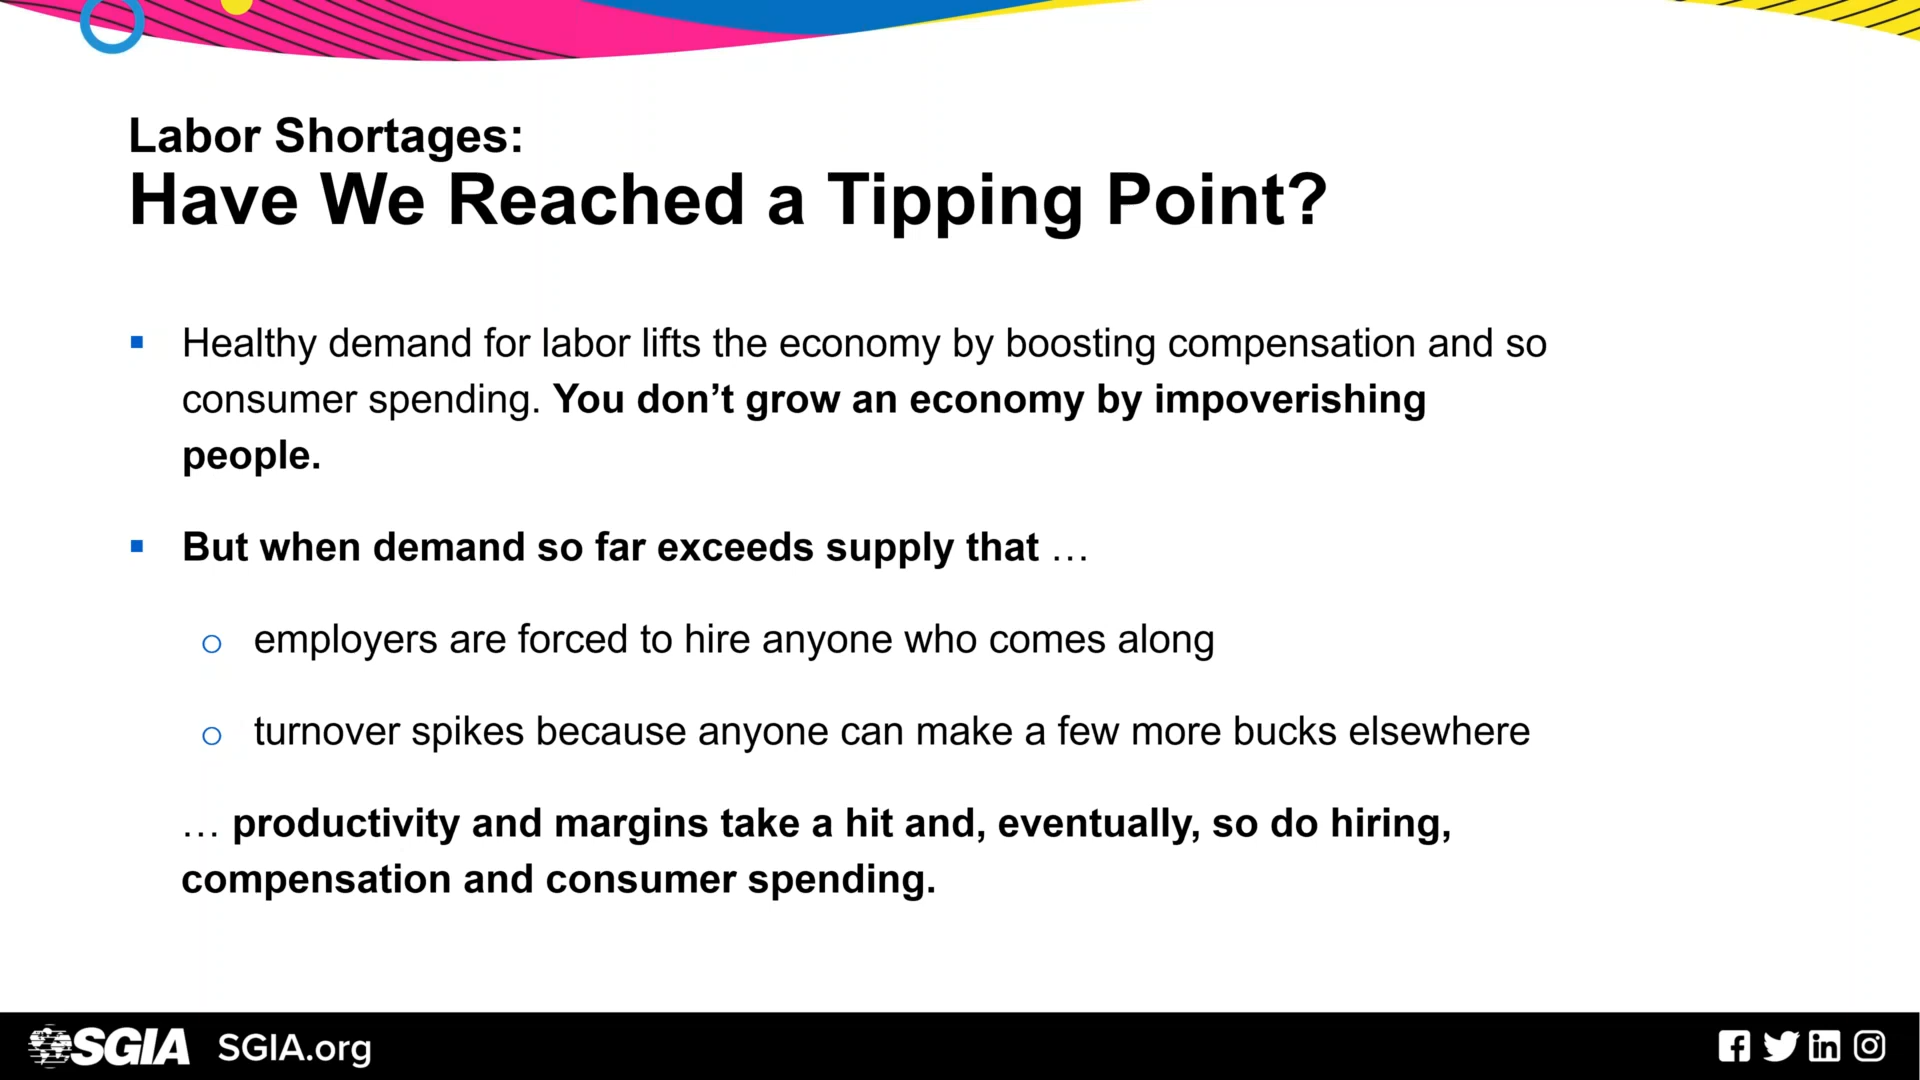 Labor Shortages:
Have We Reached a Tipping Point?
▪ Healthy demand for labor lifts the economy by boosting compensation and so
consumer spending. You don’t grow an economy by impoverishing
people.
▪ But when demand so far exceeds supply that …
o employers are forced to hire anyone who comes along
o turnover spikes because anyone can make a few more bucks elsewhere
… productivity and margins take a hit and, eventually, so do hiring,
compensation and consumer spending.
SGIA SGIA.org